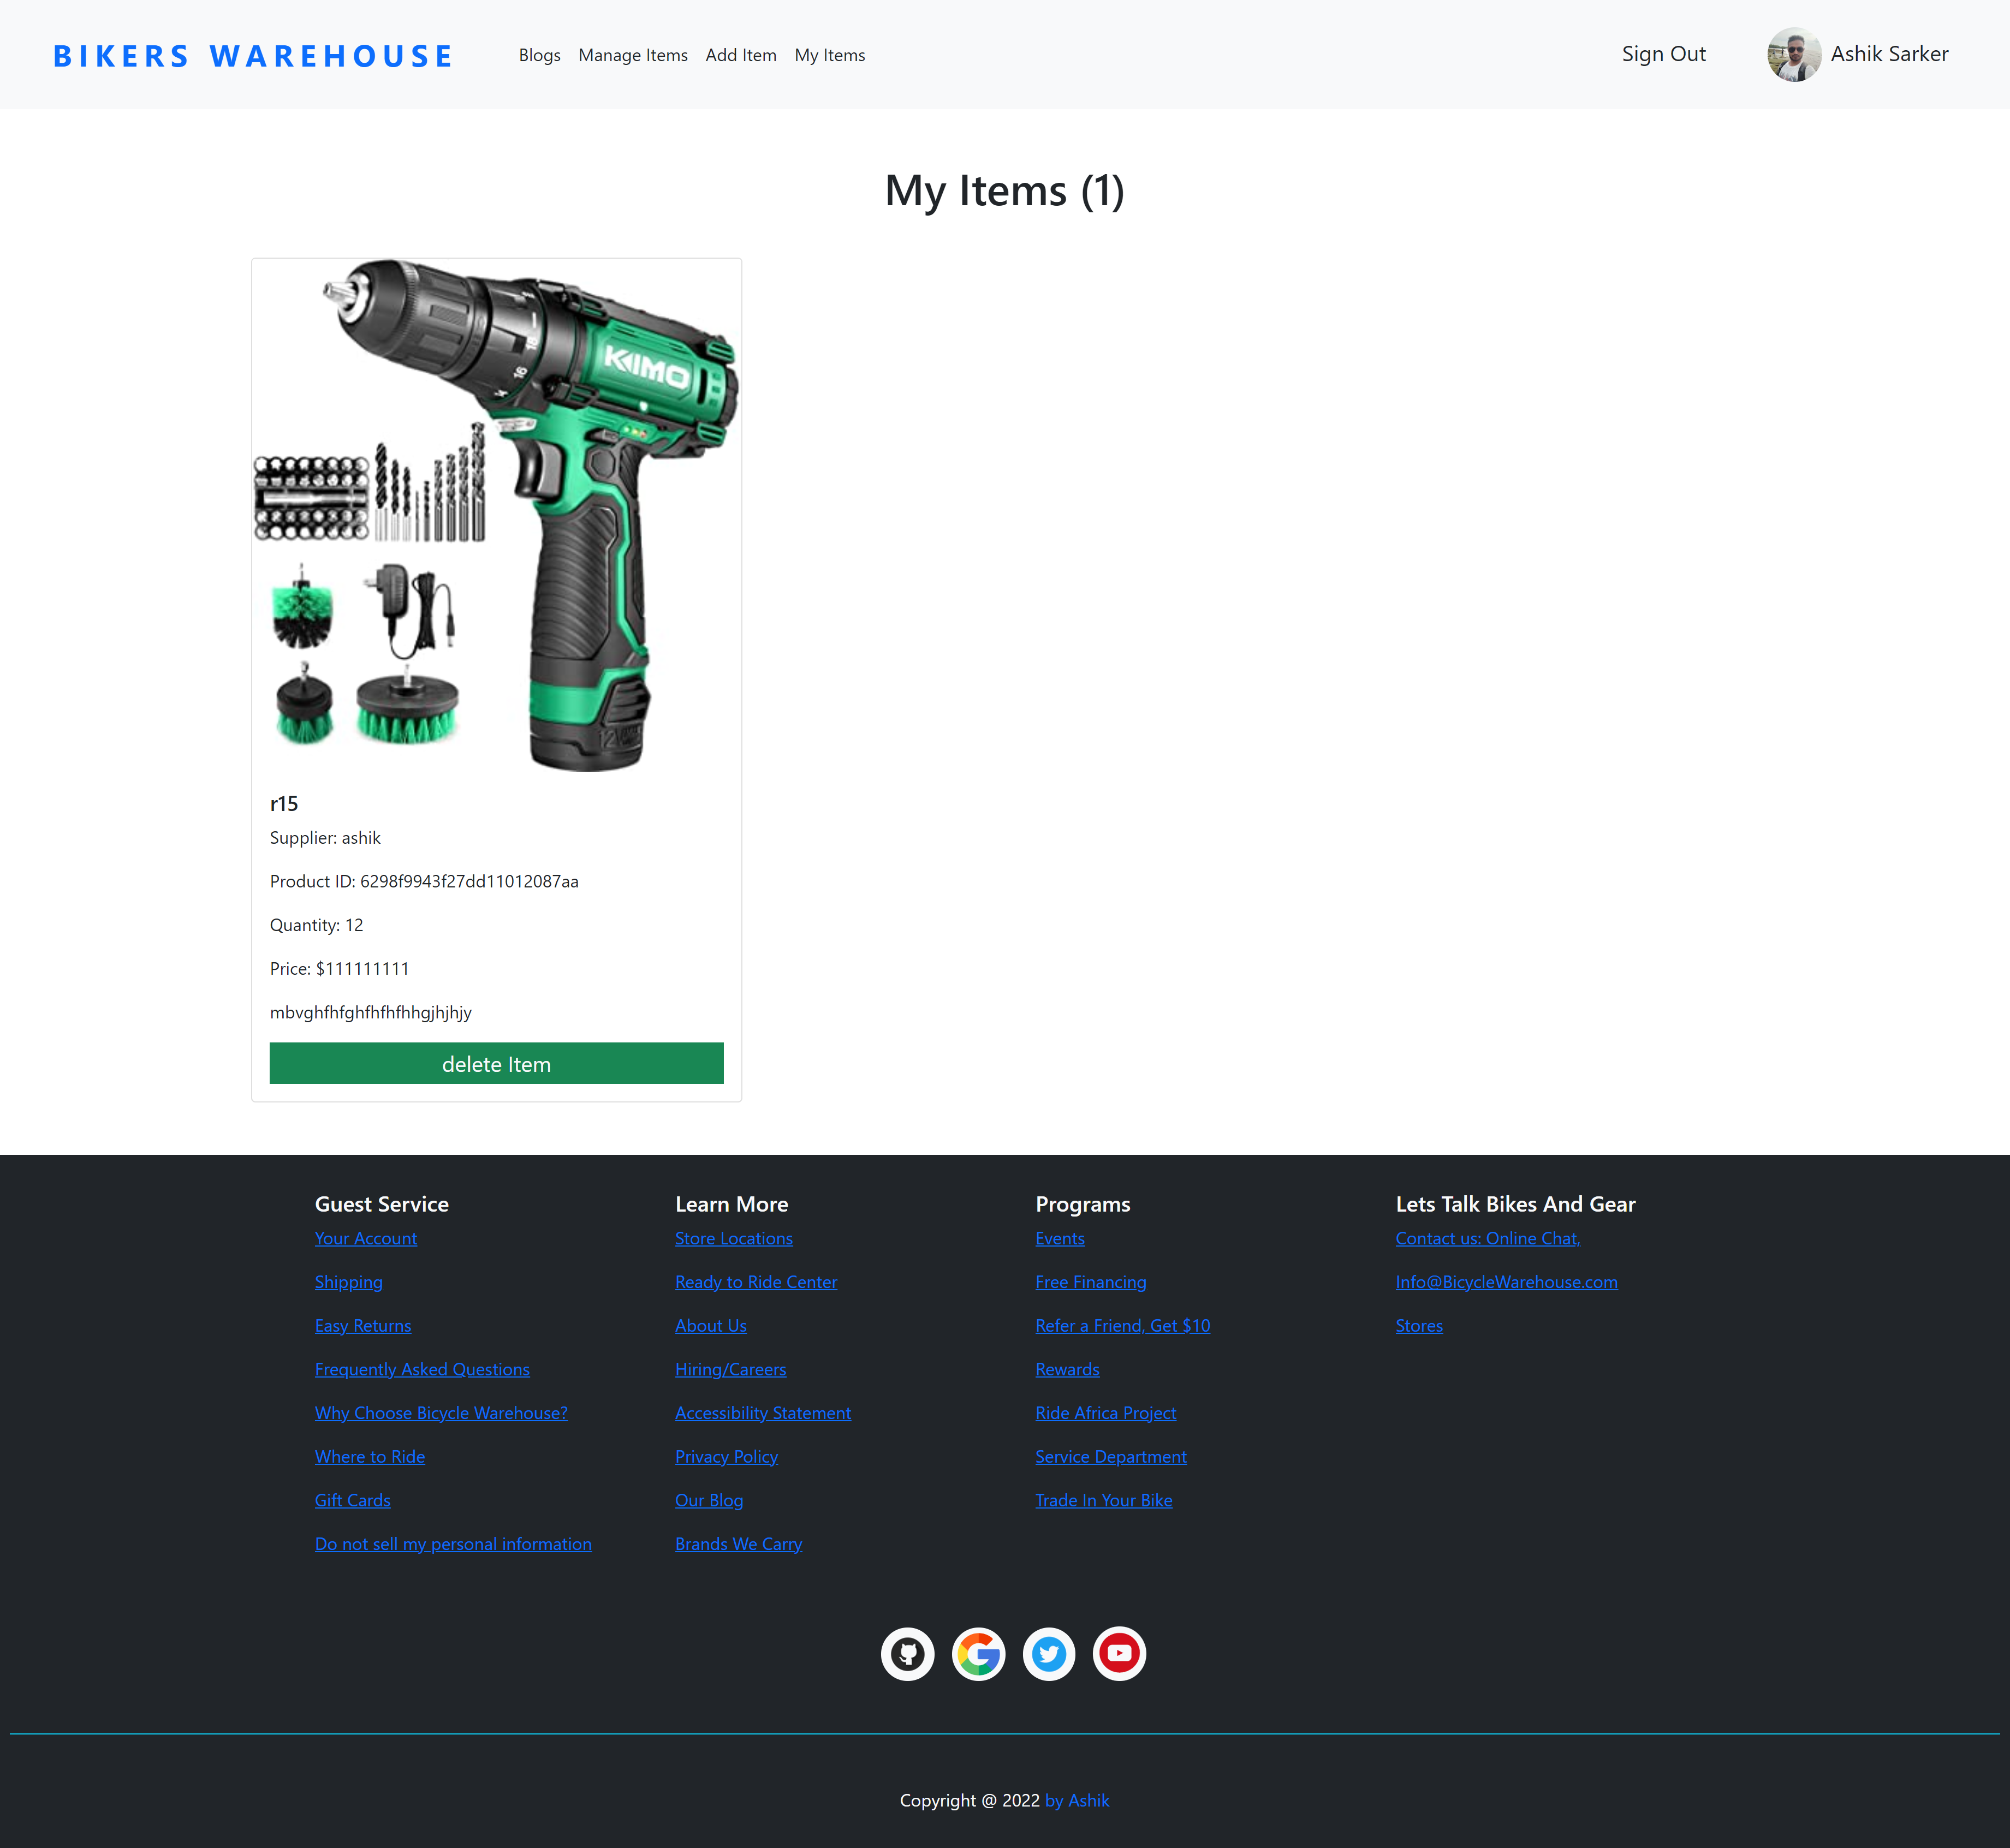 BIKERS WAREHOUSE
Blogs Manage Items Add Item My Items
Sign Out
Ashik Sarker
My Items (1)
KIMO
18
16
r15
Supplier: ashik
Product ID: 6298f9943f27dd11012087aa
Quantity: 12
Price: $111111111
mbvghfhfghfhfhfhhgjhjhjy
delete Item
Guest Service
Your Account
Shipping
Easy Returns
Frequently Asked Questions
Why Choose Bicycle Warehouse?
Where to Ride
Gift Cards
Do not sell my personal information
Learn More
Store Locations
Ready to Ride Center
About Us
Hiring/Careers
Accessibility Statement
Privacy Policy
Our Blog
Brands We Carry
Programs
Events
Free Financing
Refer a Friend, Get $10
Rewards
Ride Africa Project
Service Department
Trade In Your Bike
Lets Talk Bikes And Gear
Contact us: Online Chat,
Info@BicycleWarehouse.com
Stores
Copyright @ 2022 by Ashik